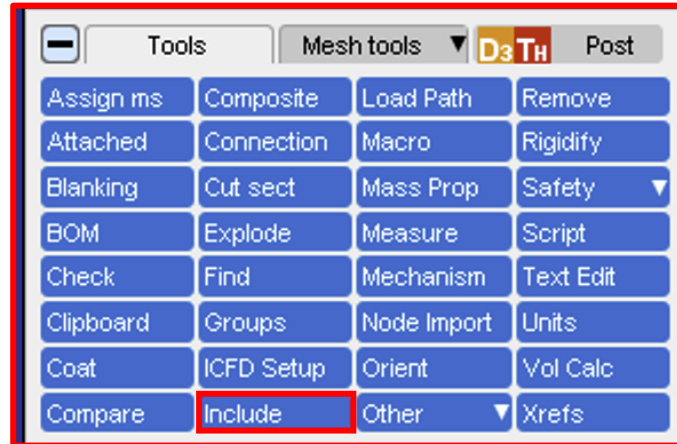 Tools Mesh tools D3 TH Post
Assign ms Composite Load Path Remove
Attached Connection Macro Rigidify
Blanking Cut sect Mass Prop Safety
BOM Explode Measure Script
Check Find Mechanism Text Edit
Clipboard Groups Node Import Units
Coat ICFD Setup Orient Vol Calc
Compare Include Other Xrefs